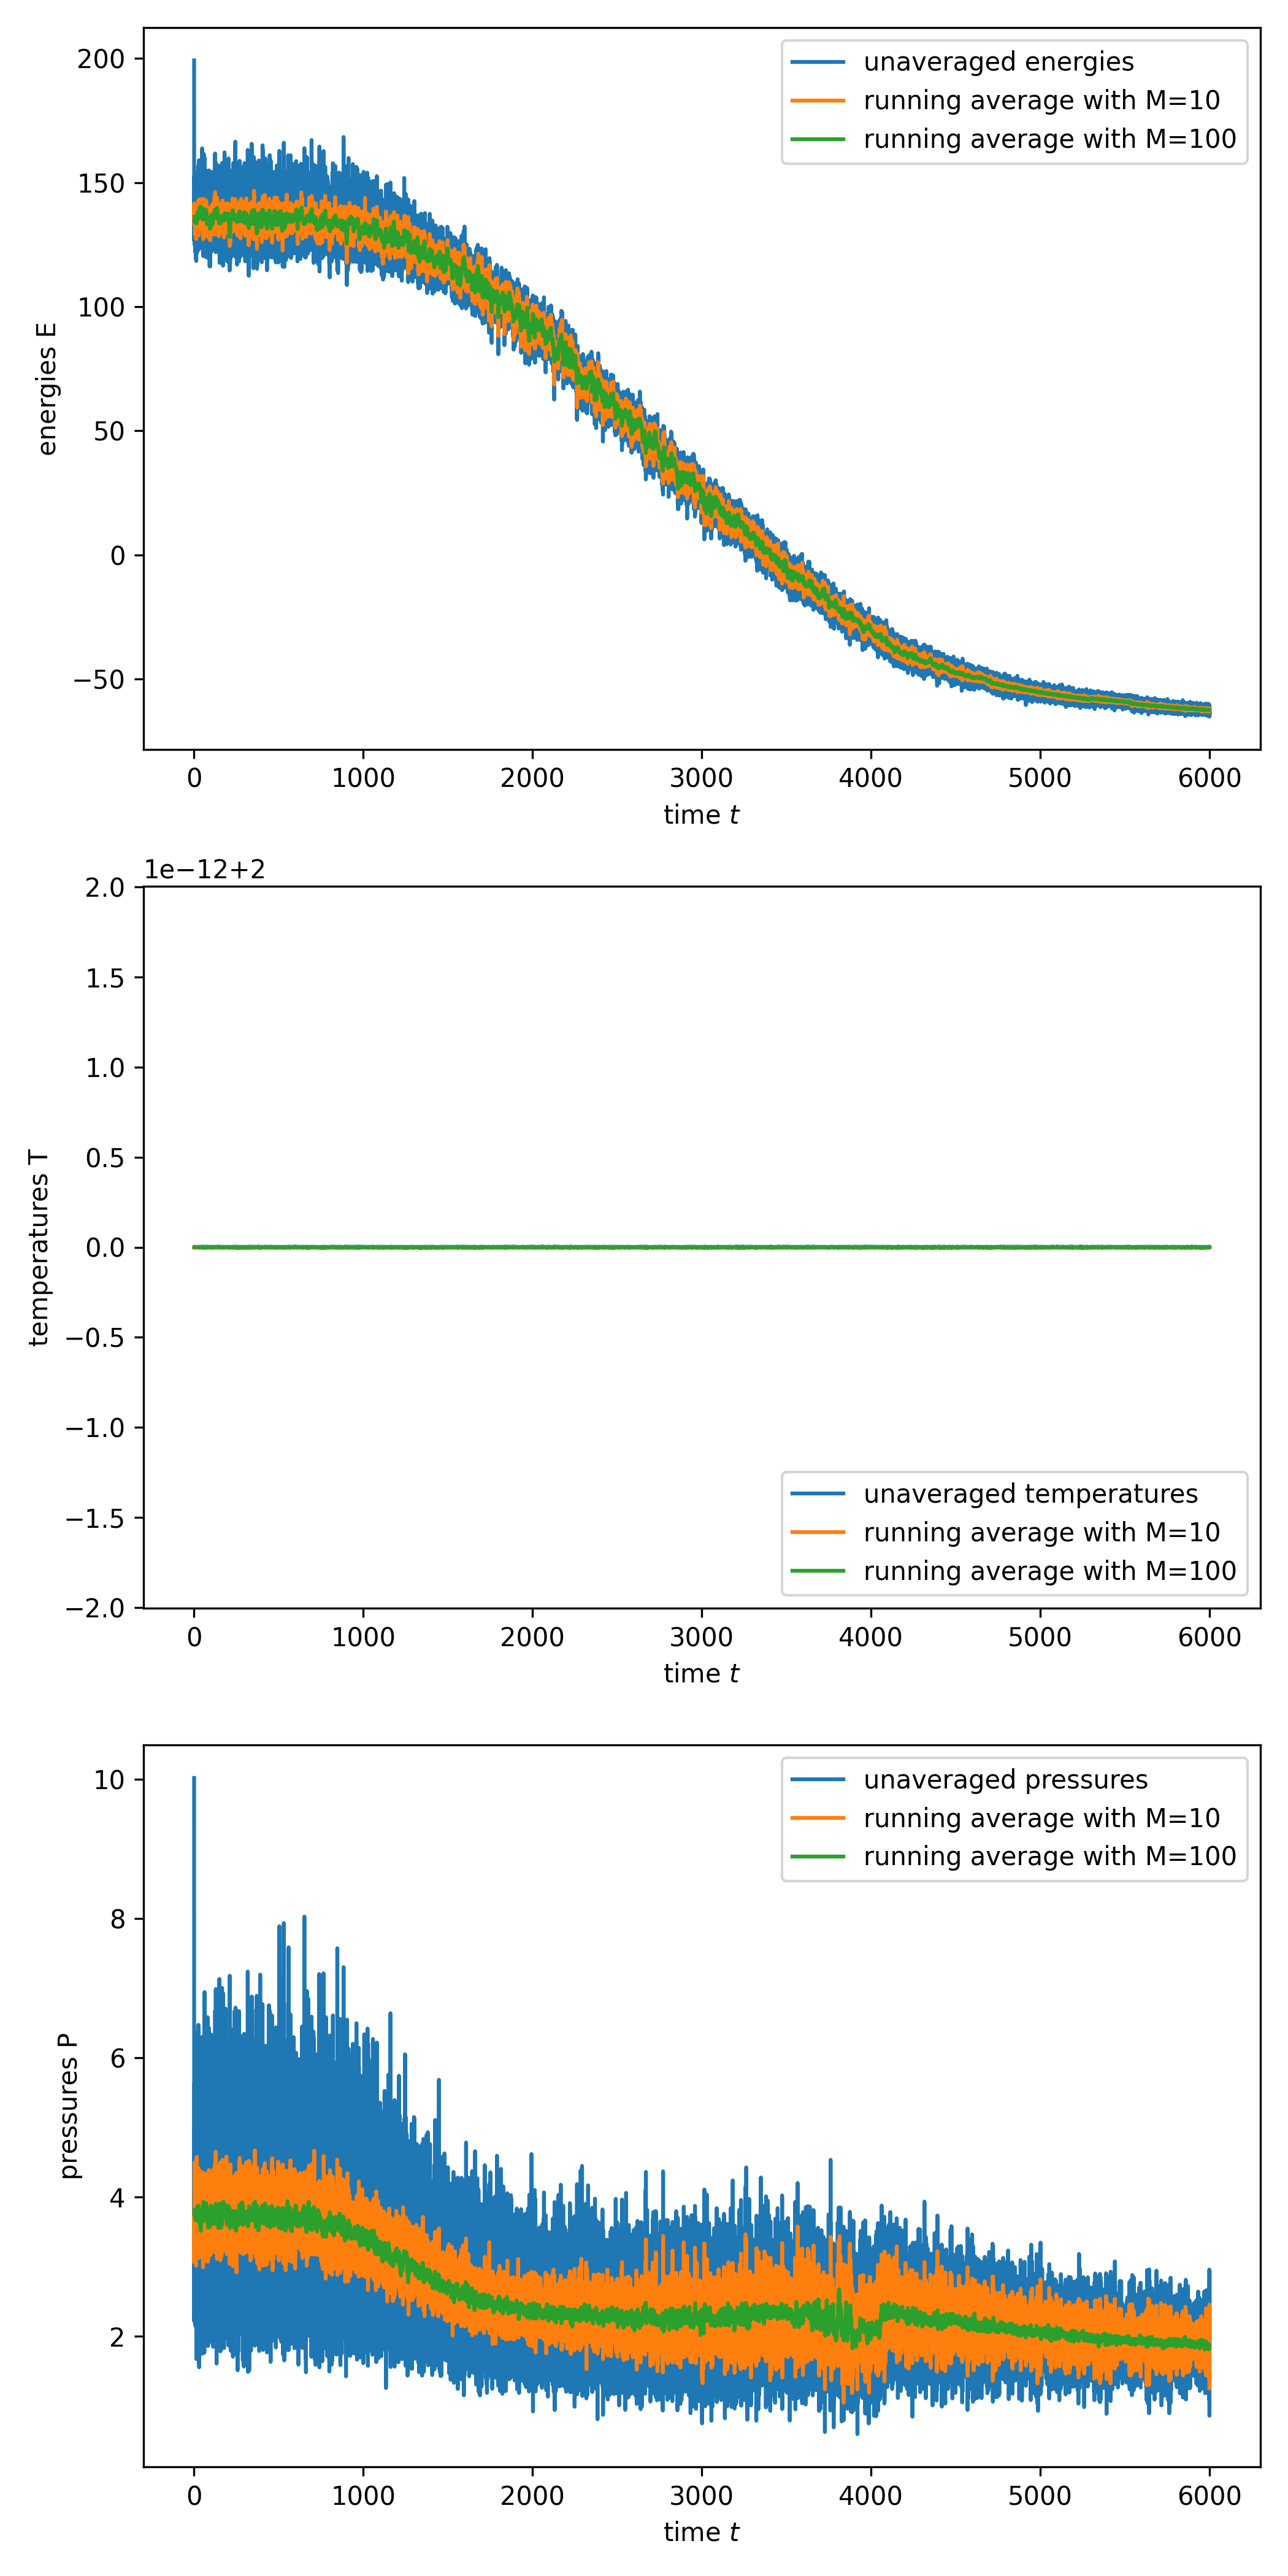 200
150
100
50
0
−50
energies E
unaveraged energies
running average with M=10
running average with M=100
0 1000 2000 3000 4000 5000 6000
time t
1e−12+2
2.0
1.5
1.0
0.5
0.0
−0.5
−1.0
−1.5
−2.0
temperatures T
unaveraged temperatures
running average with M=10
running average with M=100
0 1000 2000 3000 4000 5000 6000
time t
10
8
6
4
2
pressures P
unaveraged pressures
running average with M=10
running average with M=100
0 1000 2000 3000 4000 5000 6000
time t